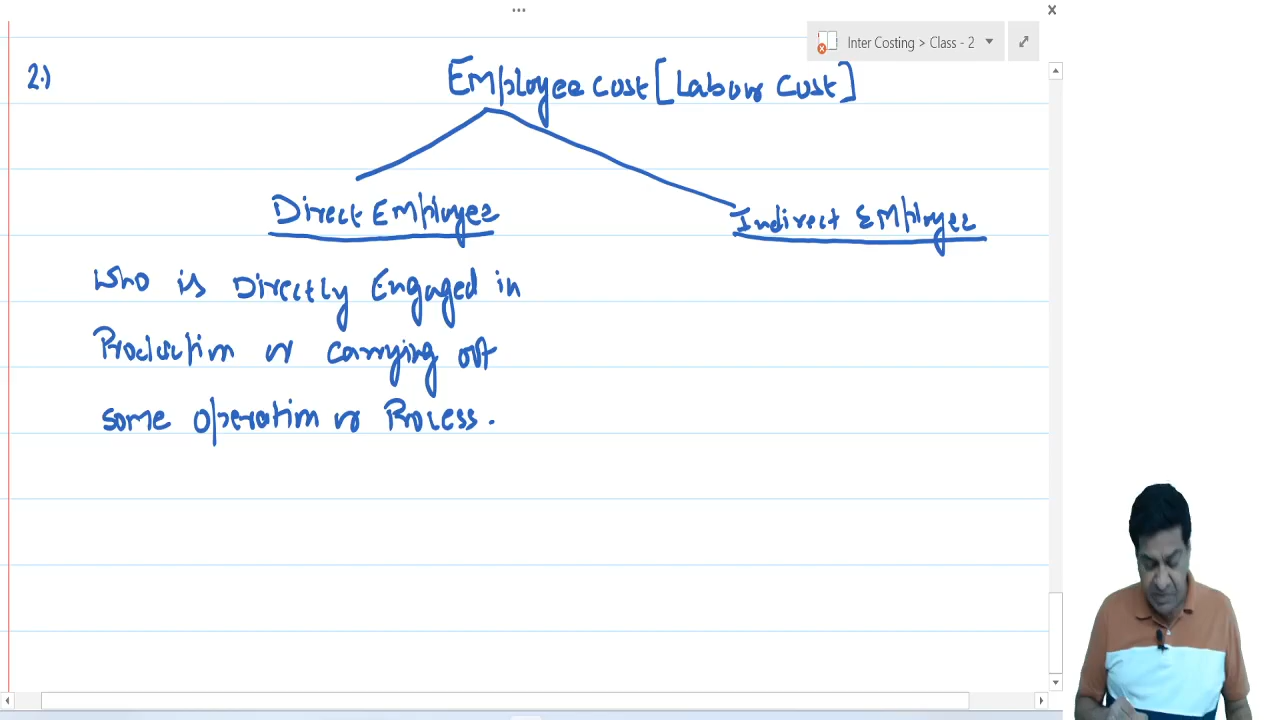 ...
Inter Costing > Class - 2
2.)
Employee Cost [Labour Cost]
Direct Employee
Indirect Employee
Who is Directly Engaged in
Production or Carrying out
some operation or Process.